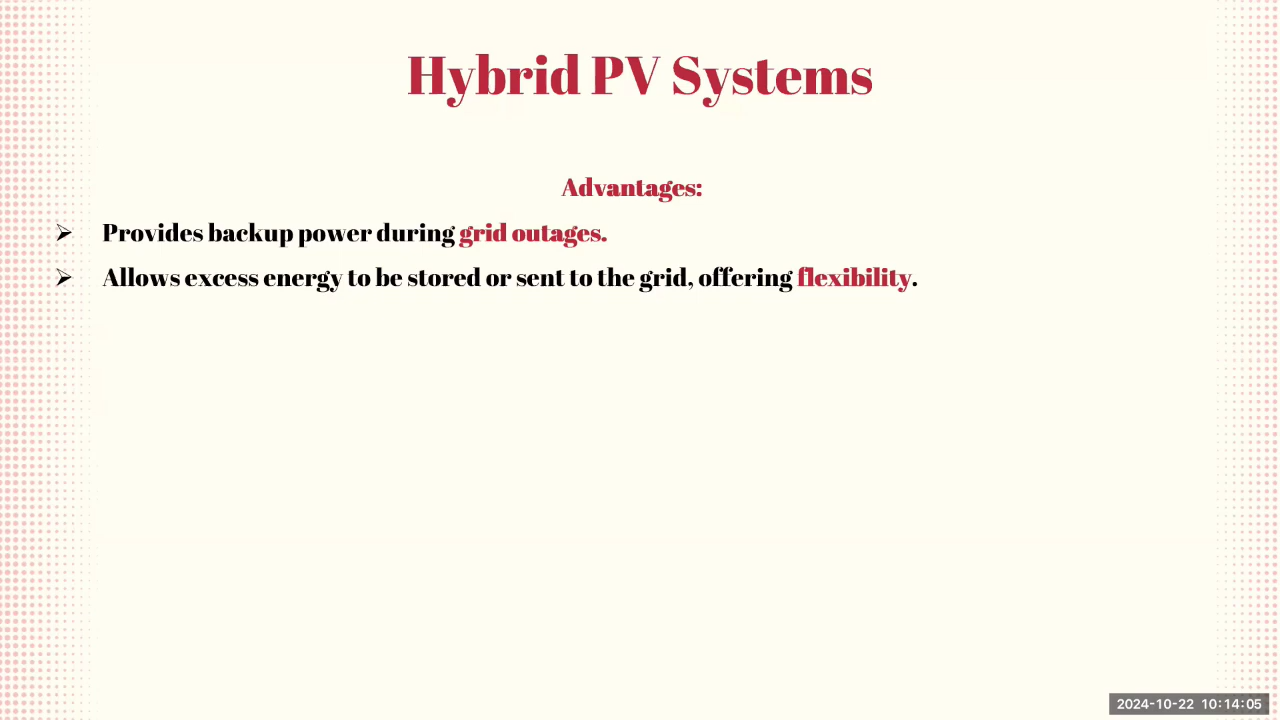 Hybrid PV Systems
Advantages:
➢ Provides backup power during grid outages.
➢ Allows excess energy to be stored or sent to the grid, offering flexibility.
2024-10-22 10:14:05